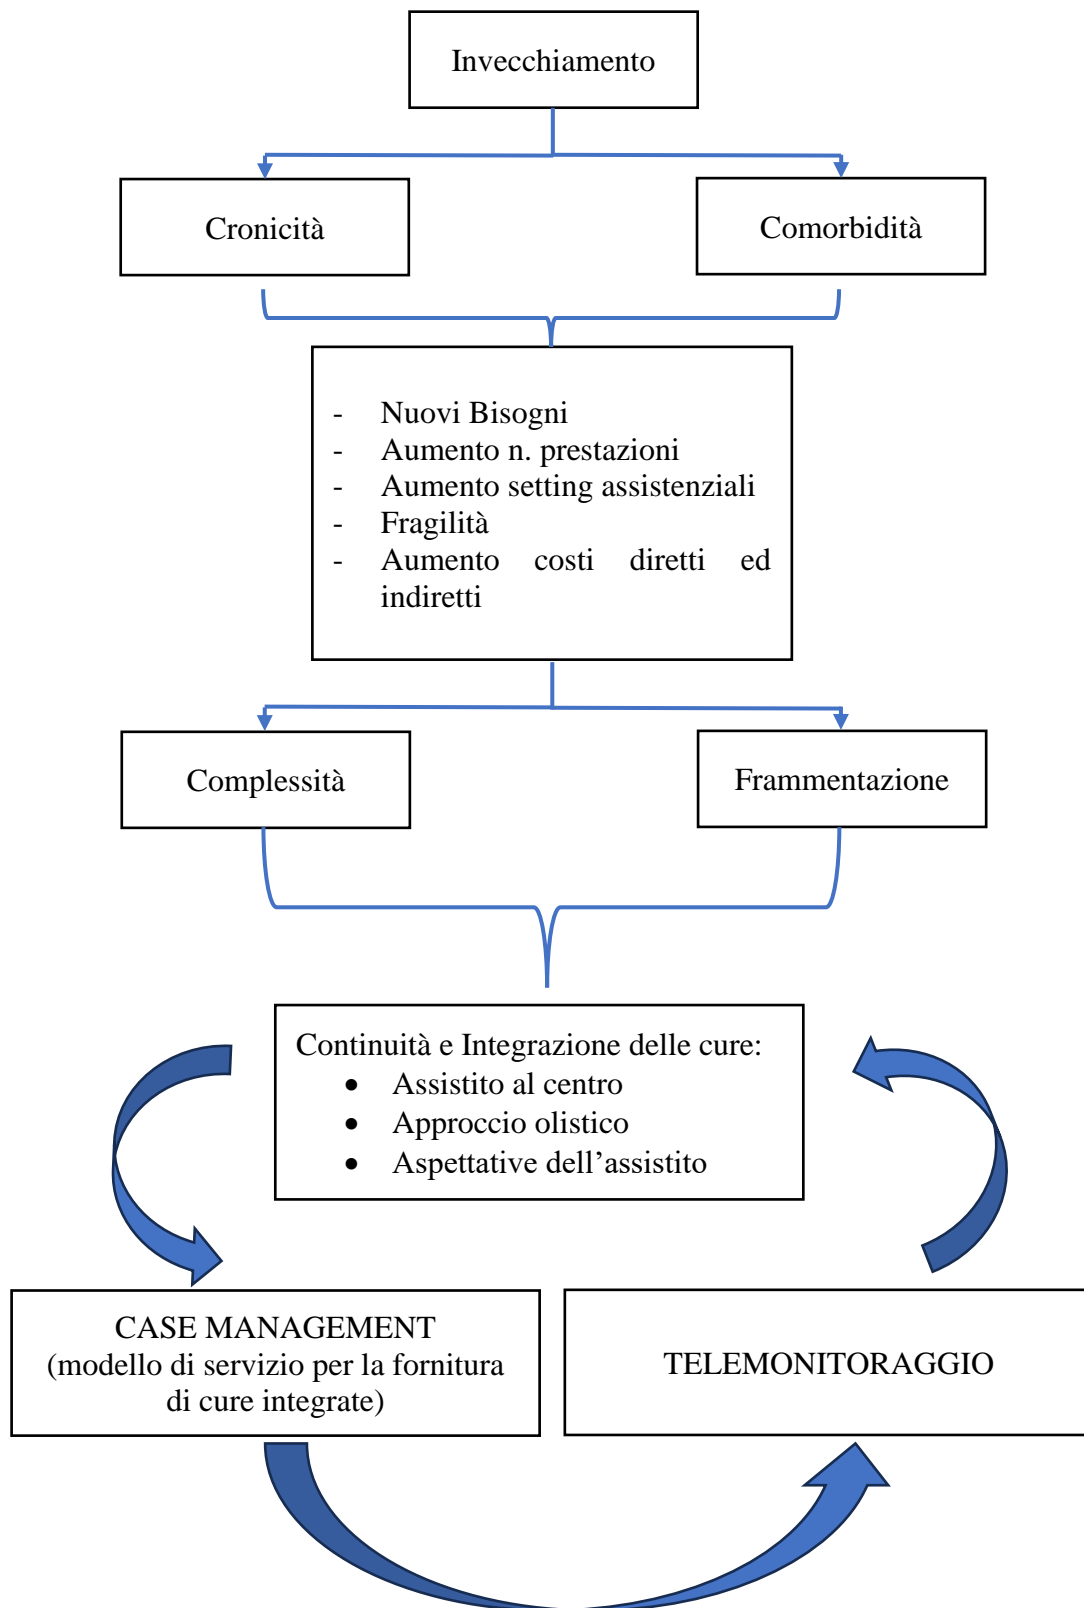 Invecchiamento
Cronicità
Comorbidità
- Nuovi Bisogni
- Aumento n. prestazioni
- Aumento setting assistenziali
- Fragilità
- Aumento costi diretti ed
indiretti
Complessità
Frammentazione
Continuità e Integrazione delle cure:
• Assistito al centro
• Approccio olistico
• Aspettative dell’assistito
CASE MANAGEMENT
(modello di servizio per la fornitura
di cure integrate)
TELEMONITORAGGIO